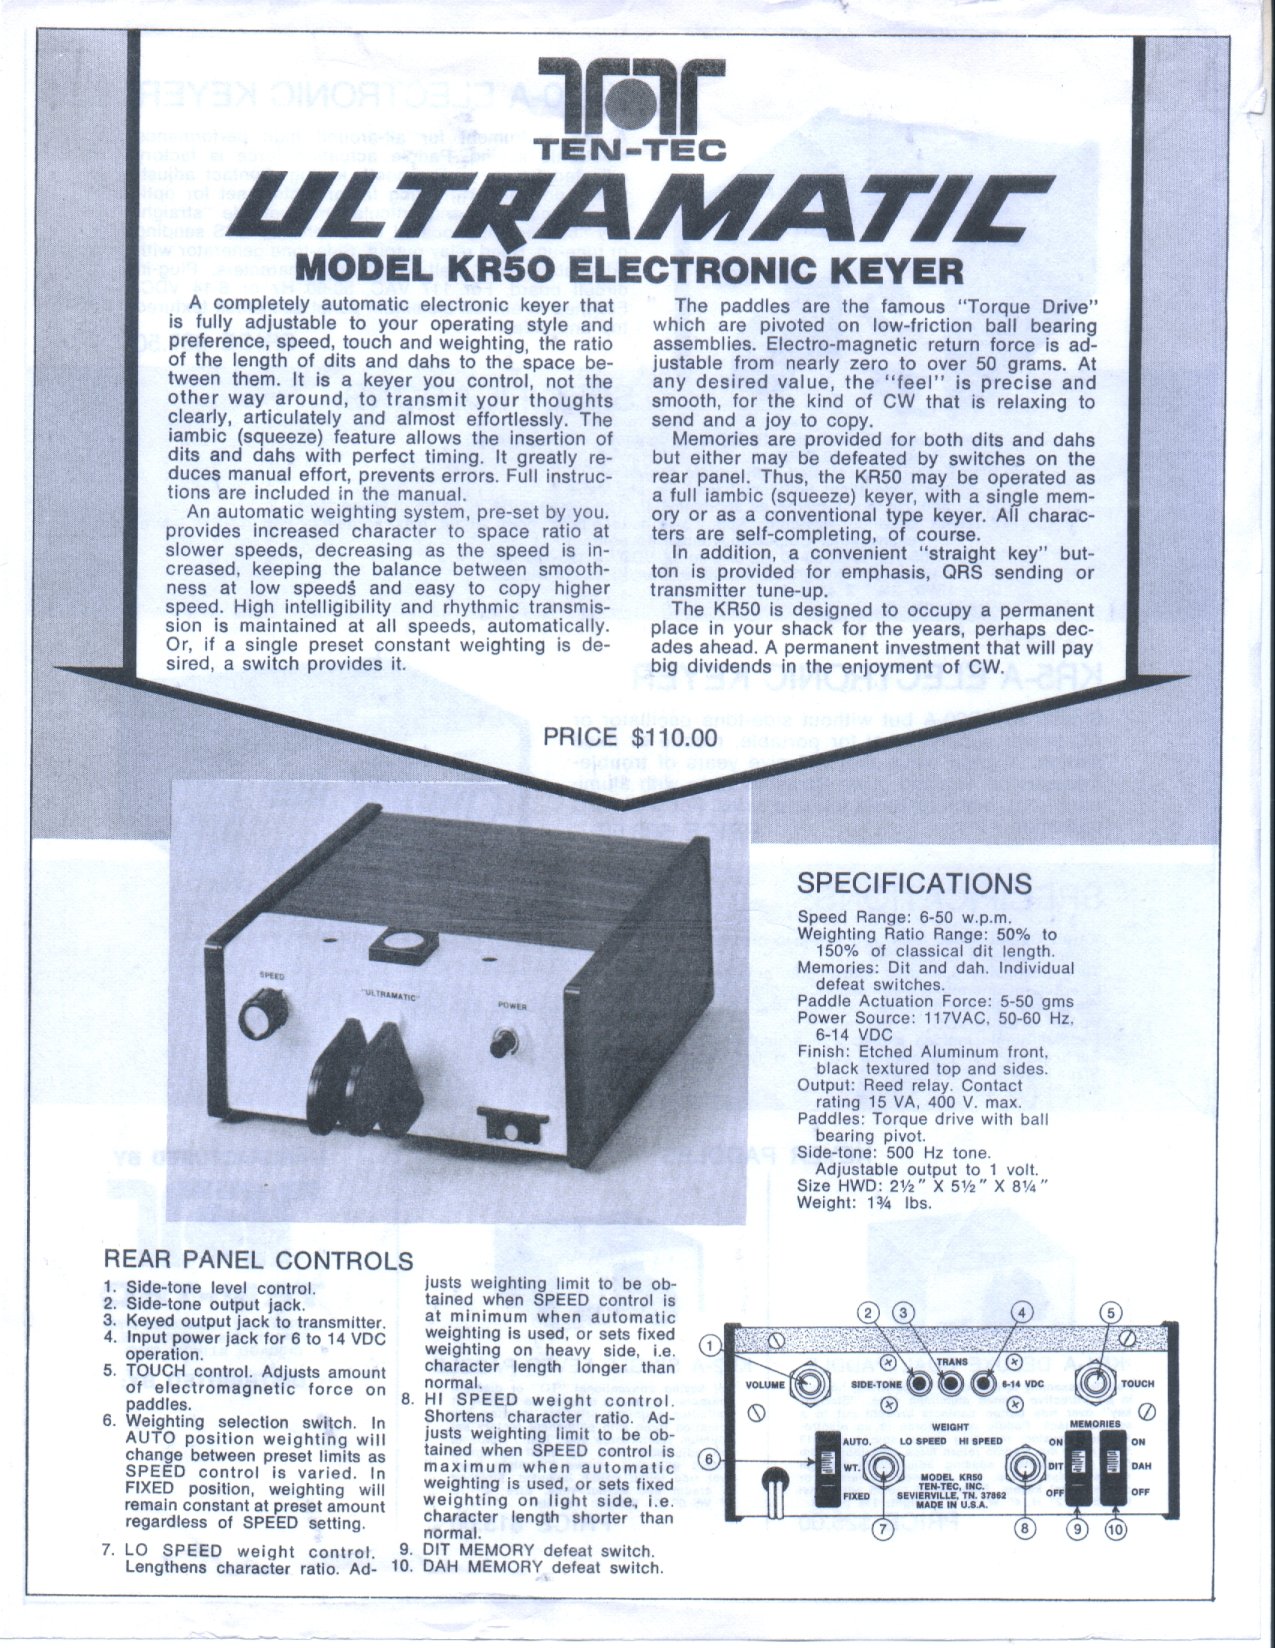 TEN-TEC
ULTRAMATIC
MODEL KR50 ELECTRONIC KEYER
A completely automatic electronic keyer that
is fully adjustable to your operating style and
preference, speed, touch and weighting, the ratio
of the length of dits and dahs to the space be-
tween them. It is a keyer you control, not the
other way around, to transmit your thoughts
clearly, articulately and almost effortlessly. The
iambic (squeeze) feature allows the insertion of
dits and dahs with perfect timing. It greatly re-
duces manual effort, prevents errors. Full instruc-
tions are included in the manual.
An automatic weighting system, pre-set by you.
provides increased character to space ratio at
slower speeds, decreasing as the speed is in-
creased, keeping the balance between smooth-
ness at low speeds and easy to copy higher
speed. High intelligibility and rhythmic transmis-
sion is maintained at all speeds, automatically.
Or, if a single preset constant weighting is de-
sired, a switch provides it.
The paddles are the famous "Torque Drive"
which are pivoted on low-friction ball bearing
assemblies. Electro-magnetic return force is ad-
justable from nearly zero to over 50 grams. At
any desired value, the "feel" is precise and
smooth, for the kind of CW that is relaxing to
send and a joy to copy.
Memories are provided for both dits and dahs
but either may be defeated by switches on the
rear panel. Thus, the KR50 may be operated as
a full iambic (squeeze) keyer, with a single mem-
ory or as a conventional type keyer. All charac-
ters are self-completing, of course.
In addition, a convenient "straight key" but-
ton is provided for emphasis, QRS sending or
transmitter tune-up.
The KR50 is designed to occupy a permanent
place in your shack for the years, perhaps dec-
ades ahead. A permanent investment that will pay
big dividends in the enjoyment of CW.
PRICE $110.00
SPEED
"ULTRAMATIC"
POWER
SPECIFICATIONS
Speed Range: 6-50 w.p.m.
Weighting Ratio Range: 50% to
150% of classical dit length.
Memories: Dit and dah. Individual
defeat switches.
Paddle Actuation Force: 5-50 gms
Power Source: 117VAC, 50-60 Hz,
6-14 VDC
Finish: Etched Aluminum front,
black textured top and sides.
Output: Reed relay. Contact
rating 15 VA, 400 V. max.
Paddles: Torque drive with ball
bearing pivot.
Side-tone: 500 Hz tone.
Adjustable output to 1 volt.
Size HWD: 2½" X 5½" X 8¼"
Weight: 1¾ lbs.
REAR PANEL CONTROLS
1. Side-tone level control.
2. Side-tone output jack.
3. Keyed output jack to transmitter.
4. Input power jack for 6 to 14 VDC
operation.
5. TOUCH control. Adjusts amount
of electromagnetic force on
paddles.
6. Weighting selection switch. In
AUTO position weighting will
change between preset limits as
SPEED control is varied. In
FIXED position, weighting will
remain constant at preset amount
regardless of SPEED setting.
7. LO SPEED weight control.
Lengthens character ratio. Ad-
justs weighting limit to be ob-
tained when SPEED control is
at minimum when automatic
weighting is used, or sets fixed
weighting on heavy side, i.e.
character length longer than
normal.
8. HI SPEED weight control.
Shortens character ratio. Ad-
justs weighting limit to be ob-
tained when SPEED control is
maximum when automatic
weighting is used, or sets fixed
weighting on light side, i.e.
character length shorter than
normal.
9. DIT MEMORY defeat switch.
10. DAH MEMORY defeat switch.
2 3 4 5
1
TRANS
VOLUME SIDE-TONE 6-14 VDC TOUCH
WEIGHT MEMORIES
AUTO. LO SPEED HI SPEED ON ON
6 WT. DIT DAH
FIXED OFF OFF
MODEL KR50
TEN-TEC, INC.
SEVIERVILLE, TN. 37862
MADE IN U.S.A.
7 8 9 10